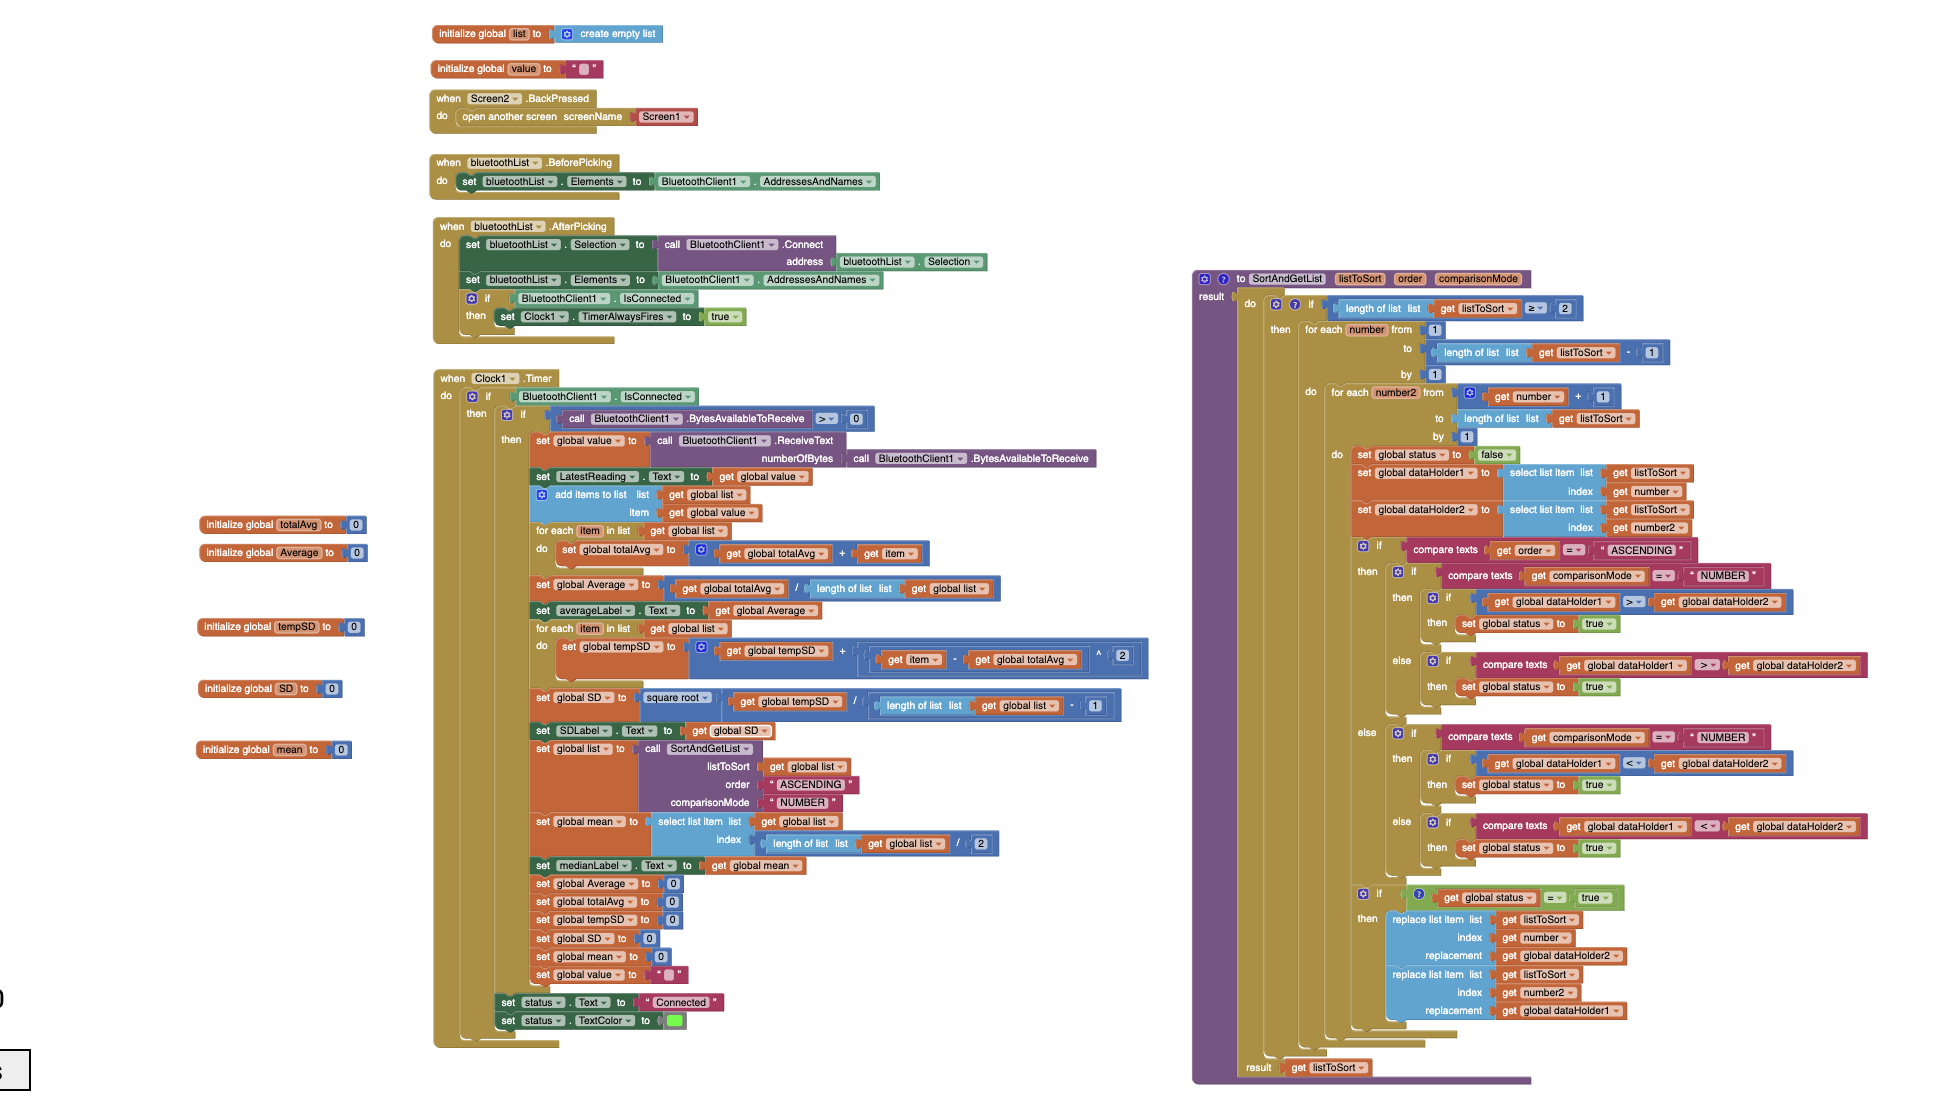 initialize global list to create empty list
initialize global value to " "
when Screen2 .BackPressed
do open another screen screenName Screen1
when bluetoothList .BeforePicking
do set bluetoothList . Elements to BluetoothClient1 . AddressesAndNames
when bluetoothList .AfterPicking
do set bluetoothList . Selection to call BluetoothClient1 .Connect
address bluetoothList . Selection
set bluetoothList . Elements to BluetoothClient1 . AddressesAndNames
if BluetoothClient1 . IsConnected
then set Clock1 . TimerAlwaysFires to true
when Clock1 .Timer
do if BluetoothClient1 . IsConnected
then if call BluetoothClient1 .BytesAvailableToReceive > 0
then set global value to call BluetoothClient1 .ReceiveText
numberOfBytes call BluetoothClient1 .BytesAvailableToReceive
set LatestReading . Text to get global value
add items to list list get global list
item get global value
for each item in list get global list
do set global totalAvg to get global totalAvg + get item
set global Average to get global totalAvg / length of list list get global list
set averageLabel . Text to get global Average
for each item in list get global list
do set global tempSD to get global tempSD + get item - get global totalAvg ^ 2
set global SD to square root get global tempSD / length of list list get global list - 1
set SDLabel . Text to get global SD
set global list to call SortAndGetList
listToSort get global list
order " ASCENDING "
comparisonMode " NUMBER "
set global mean to select list item list get global list
index length of list list get global list / 2
set medianLabel . Text to get global mean
set global Average to 0
set global totalAvg to 0
set global tempSD to 0
set global SD to 0
set global mean to 0
set global value to " "
set status . Text to " Connected "
set status . TextColor to
initialize global totalAvg to 0
initialize global Average to 0
initialize global tempSD to 0
initialize global SD to 0
initialize global mean to 0
to SortAndGetList listToSort order comparisonMode
result do if length of list list get listToSort ≥ 2
then for each number from 1
to length of list list get listToSort - 1
by 1
do for each number2 from get number + 1
to length of list list get listToSort
by 1
do set global status to false
set global dataHolder1 to select list item list get listToSort
index get number
set global dataHolder2 to select list item list get listToSort
index get number2
if compare texts get order = " ASCENDING "
then if compare texts get comparisonMode = " NUMBER "
then if get global dataHolder1 > get global dataHolder2
then set global status to true
else if compare texts get global dataHolder1 > get global dataHolder2
then set global status to true
else if compare texts get comparisonMode = " NUMBER "
then if get global dataHolder1 < get global dataHolder2
then set global status to true
else if compare texts get global dataHolder1 < get global dataHolder2
then set global status to true
if get global status = true
then replace list item list get listToSort
index get number
replacement get global dataHolder2
replace list item list get listToSort
index get number2
replacement get global dataHolder1
result get listToSort